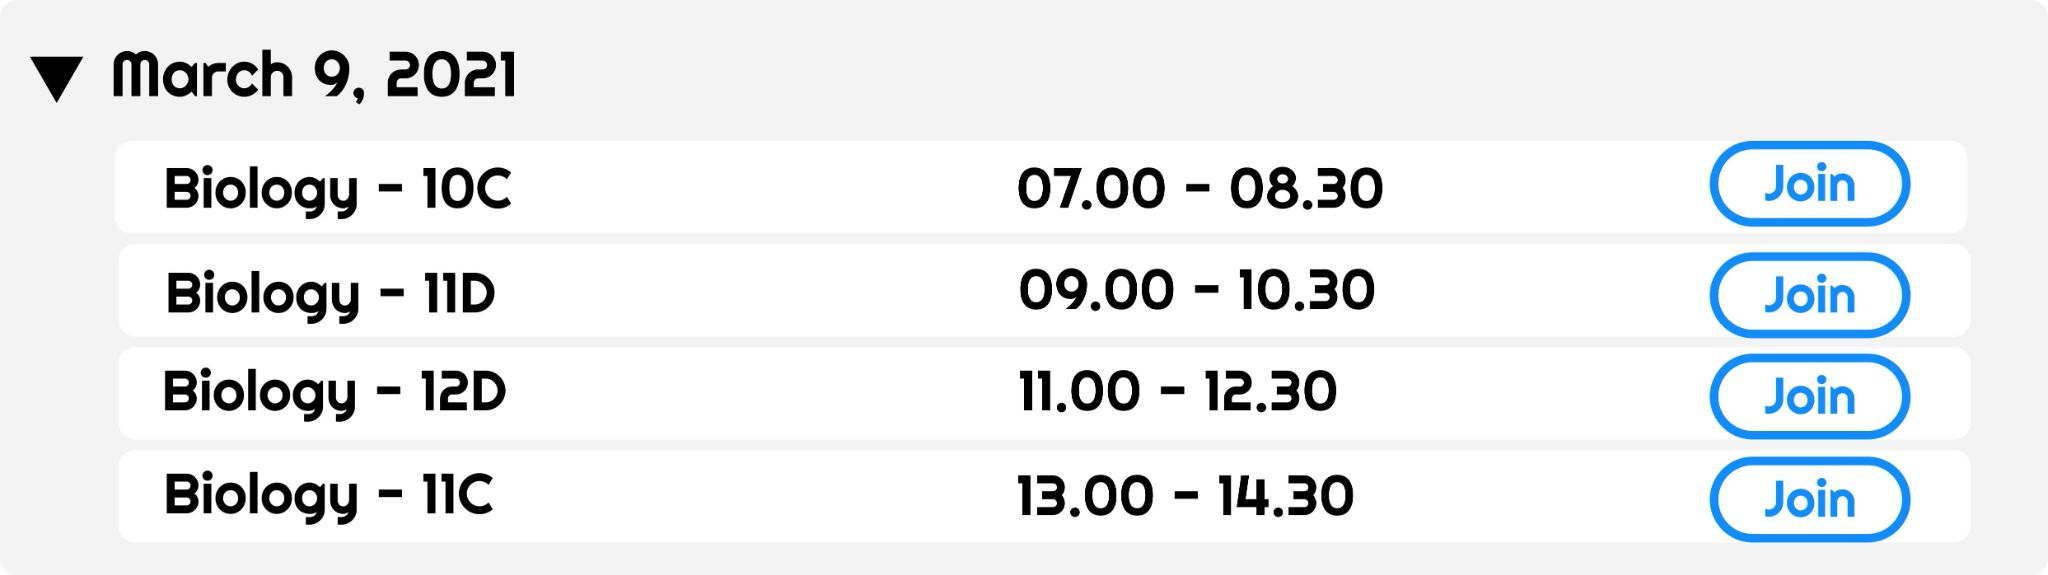 March 9, 2021
Biology - 10C 07.00 - 08.30 Join
Biology - 11D 09.00 - 10.30 Join
Biology - 12D 11.00 - 12.30 Join
Biology - 11C 13.00 - 14.30 Join